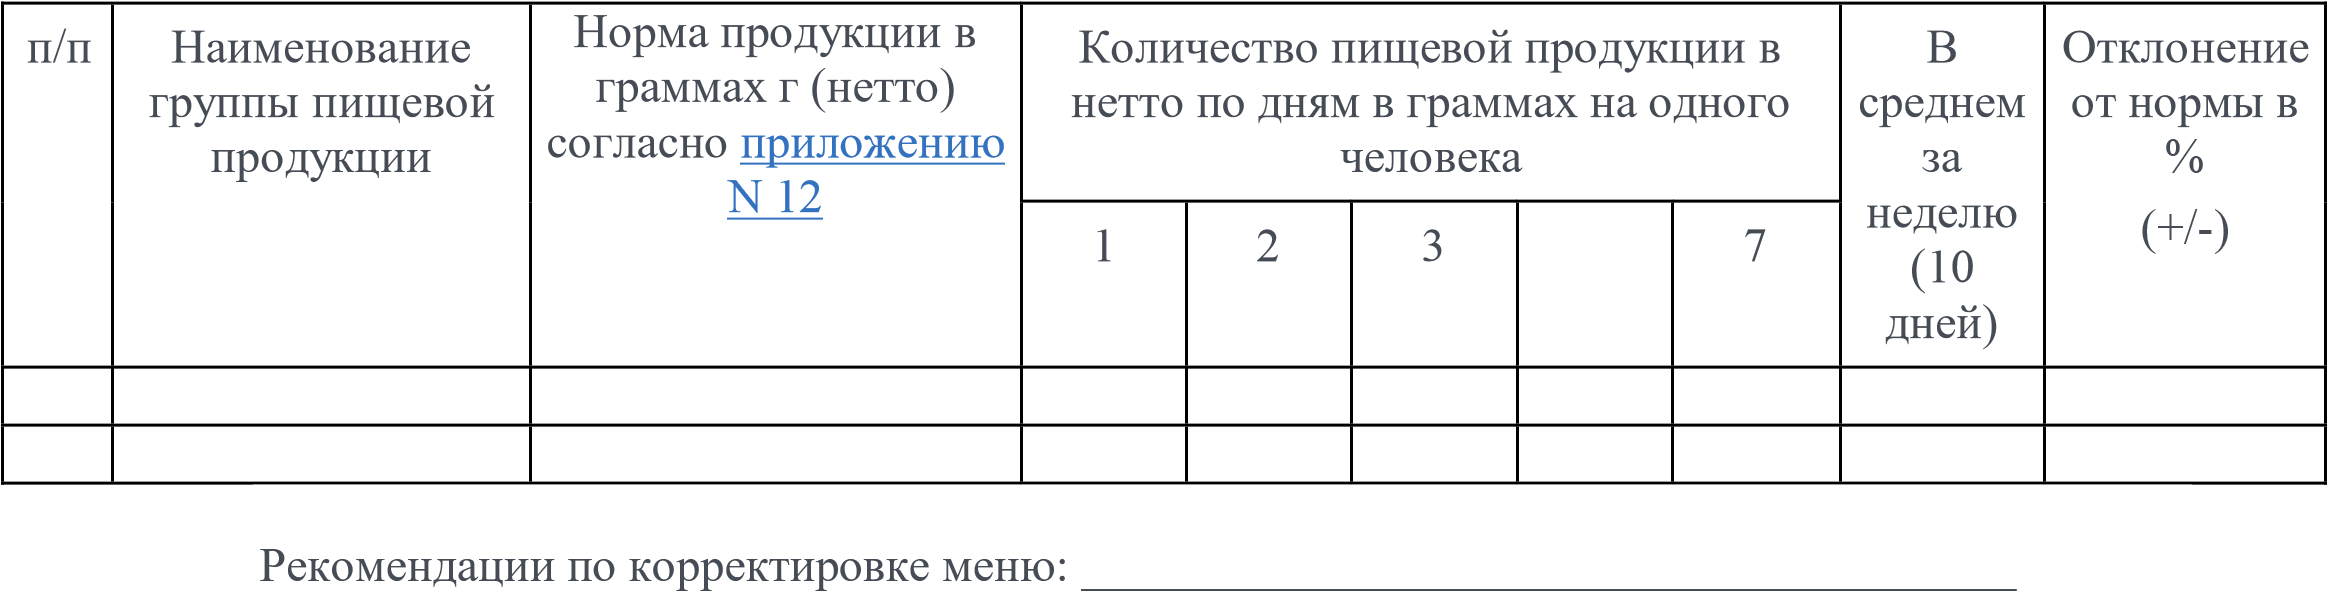 п/п
Наименование
группы пищевой
продукции
Норма продукции в
граммах г (нетто)
согласно приложению
N 12
Количество пищевой продукции в
нетто по дням в граммах на одного
человека
1
2
3
7
В
среднем
за
неделю
(10
дней)
Отклонение
от нормы в
%
(+/-)
Рекомендации по корректировке меню: ________________________________________